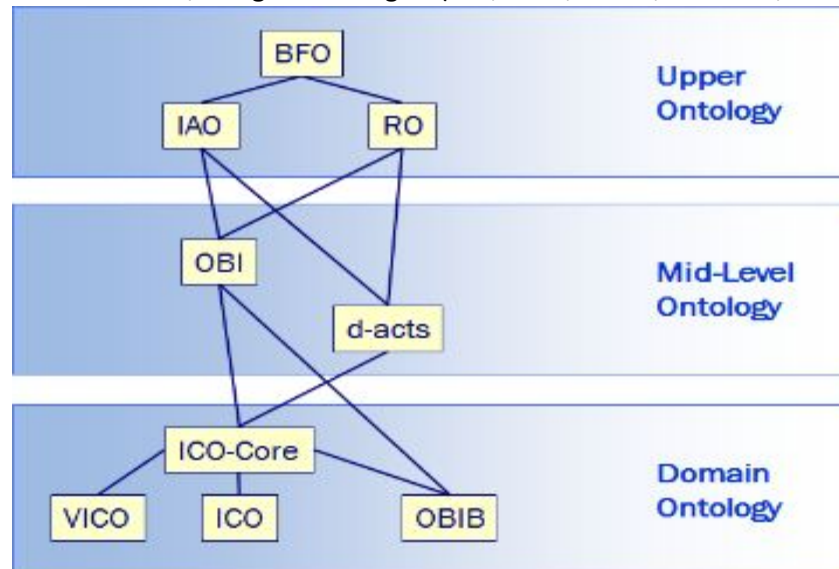 BFO
IAO
RO
Upper
Ontology
OBI
d-acts
Mid-Level
Ontology
ICO-Core
VICO
ICO
OBIB
Domain
Ontology